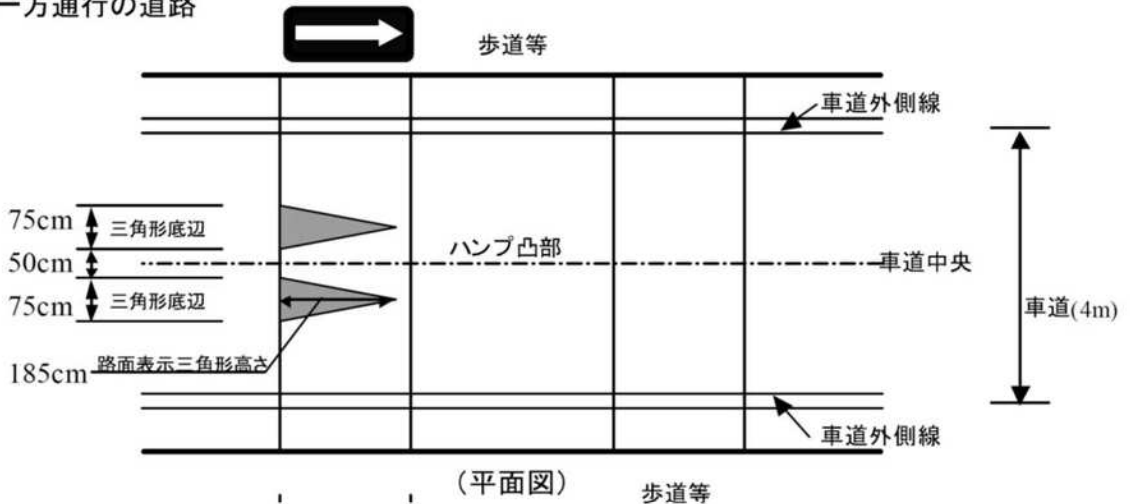 一方通行の道路
歩道等
車道外側線
75cm
三角形底辺
50cm
ハンプ凸部
車道中央
75cm
三角形底辺
車道(4m)
185cm
路面表示三角形高さ
車道外側線
(平面図)
歩道等